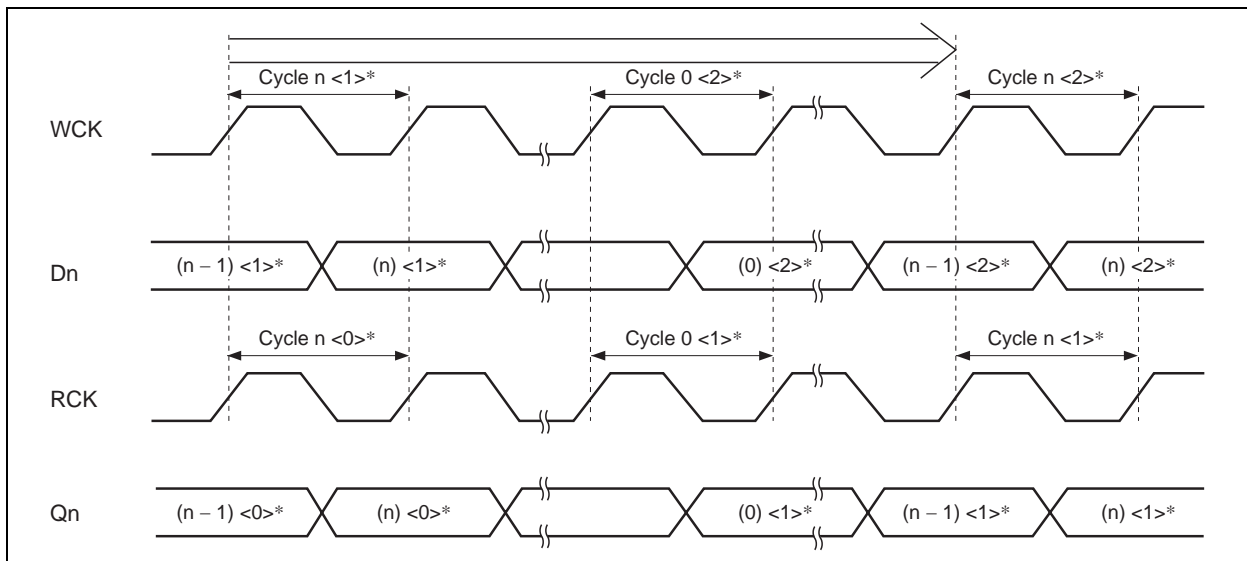 Cycle n <1>* Cycle 0 <2>* Cycle n <2>*
WCK
Dn (n – 1) <1>* (n) <1>* (0) <2>* (n – 1) <2>* (n) <2>*
Cycle n <0>* Cycle 0 <1>* Cycle n <1>*
RCK
Qn (n – 1) <0>* (n) <0>* (0) <1>* (n – 1) <1>* (n) <1>*